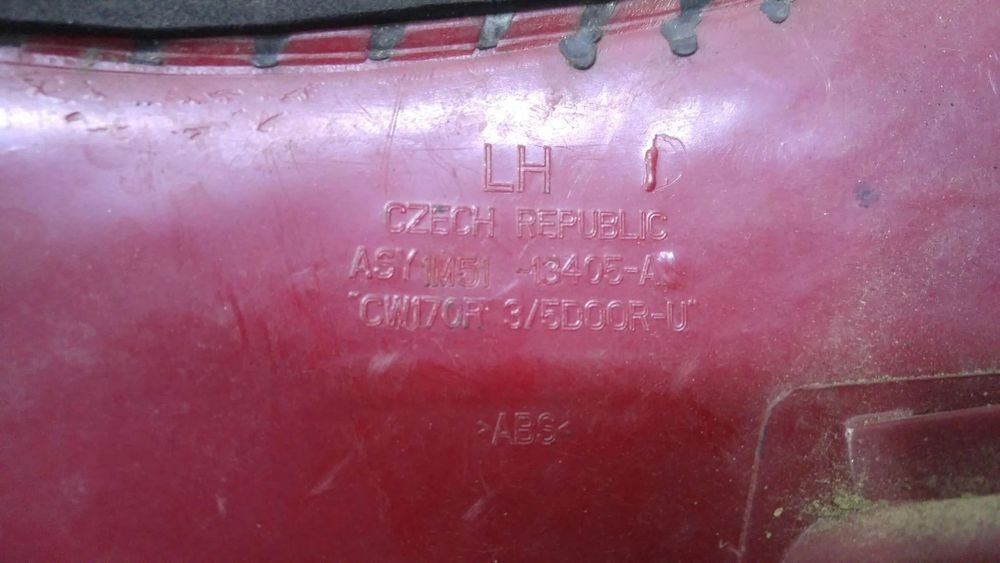 LH
CZECH REPUBLIC
ASY 1M51 -13405-A
"CW170R 3/5DOOR-U"
>ABS<